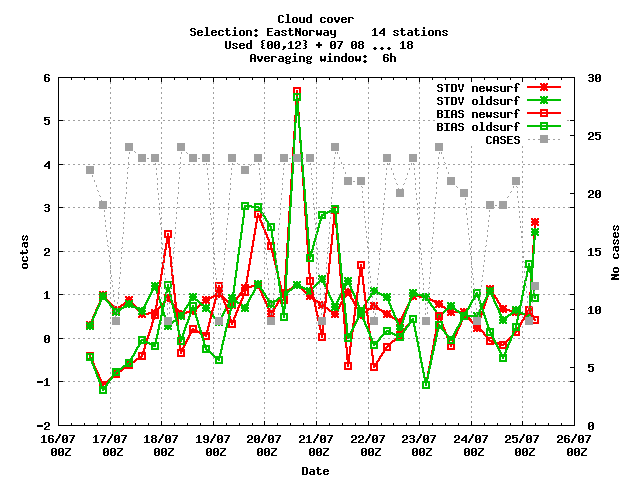 Cloud cover
Selection: EastNorway 14 stations
Used {00,12} + 07 08 ... 18
Averaging window: 6h
STDV newsurf
STDV oldsurf
BIAS newsurf
BIAS oldsurf
CASES
6
5
4
3
2
1
0
-1
-2
octas
30
25
20
15
10
5
0
No cases
16/07 17/07 18/07 19/07 20/07 21/07 22/07 23/07 24/07 25/07 26/07
00Z 00Z 00Z 00Z 00Z 00Z 00Z 00Z 00Z 00Z 00Z
Date